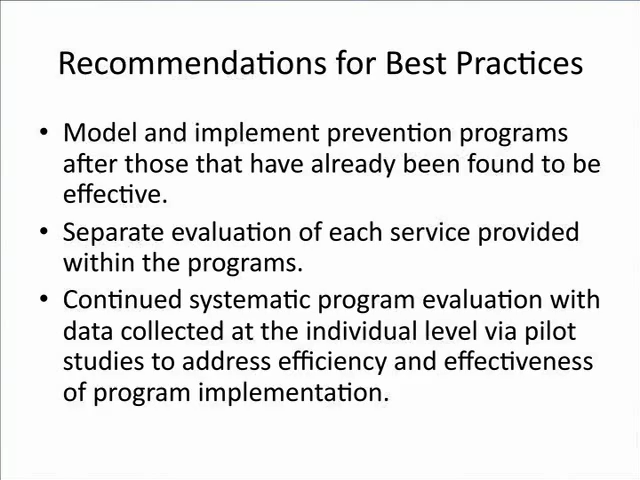 Recommendations for Best Practices
• Model and implement prevention programs
after those that have already been found to be
effective.
• Separate evaluation of each service provided
within the programs.
• Continued systematic program evaluation with
data collected at the individual level via pilot
studies to address efficiency and effectiveness
of program implementation.